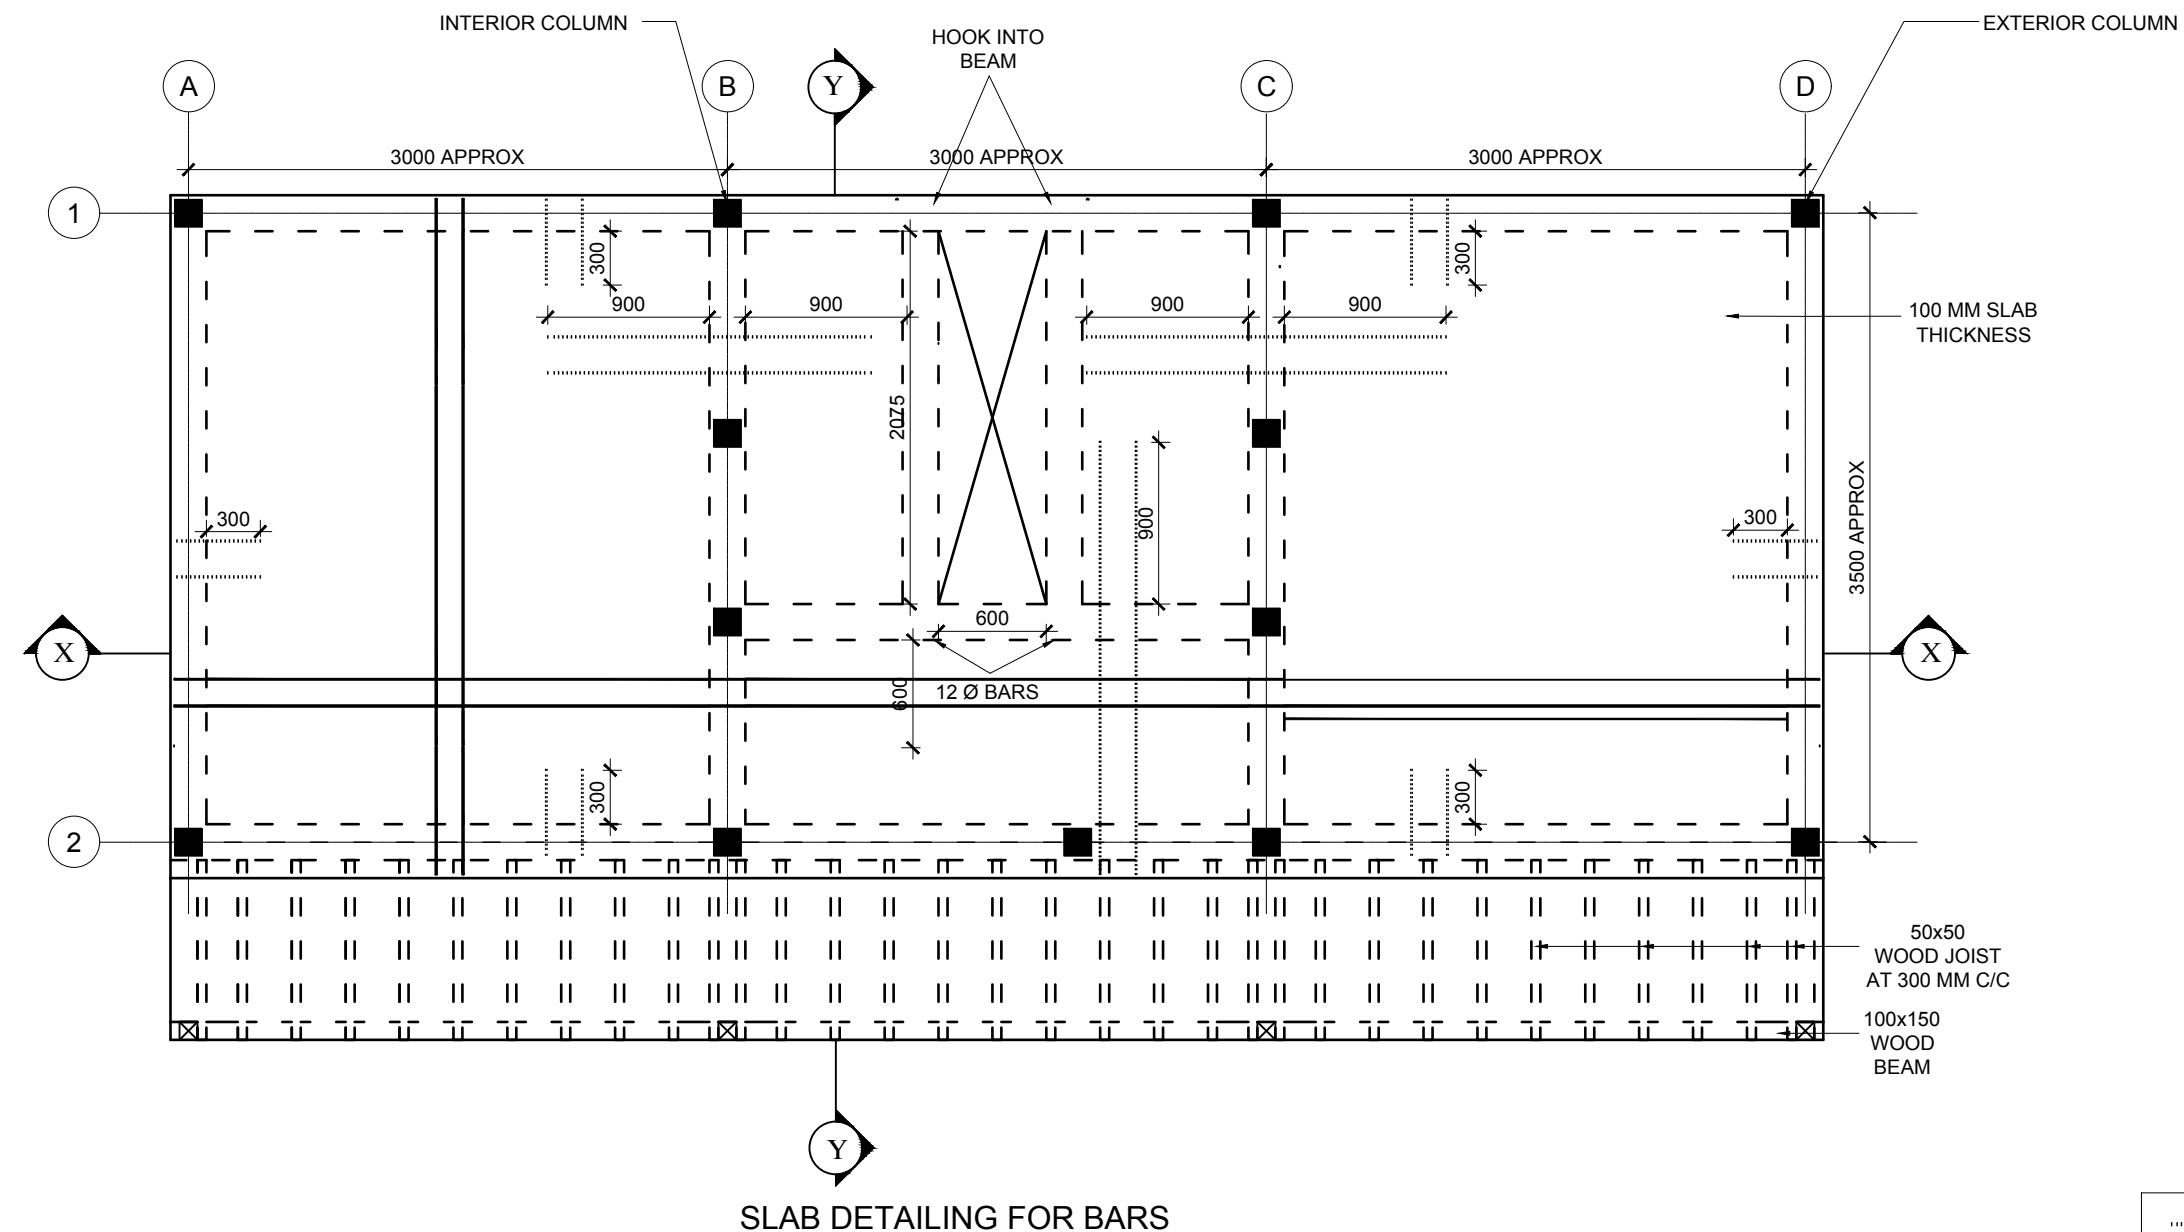 INTERIOR COLUMN
HOOK INTO
BEAM
EXTERIOR COLUMN
A
B
Y
C
D
3000 APPROX
3000 APPROX
3000 APPROX
1
300
300
900
900
900
900
100 MM SLAB
THICKNESS
2075
900
300
300
3500 APPROX
600
X
X
12 Ø BARS
600
300
300
2
50x50
WOOD JOIST
AT 300 MM C/C
100x150
WOOD
BEAM
Y
SLAB DETAILING FOR BARS